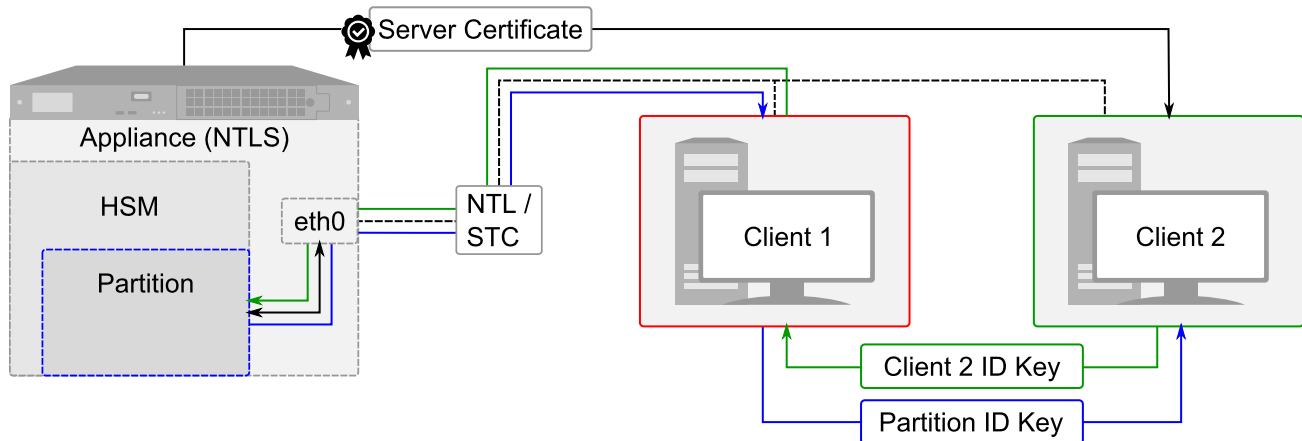 Server Certificate
Appliance (NTLS)
HSM
eth0
NTL /
STC
Partition
Client 1
Client 2
Client 2 ID Key
Partition ID Key